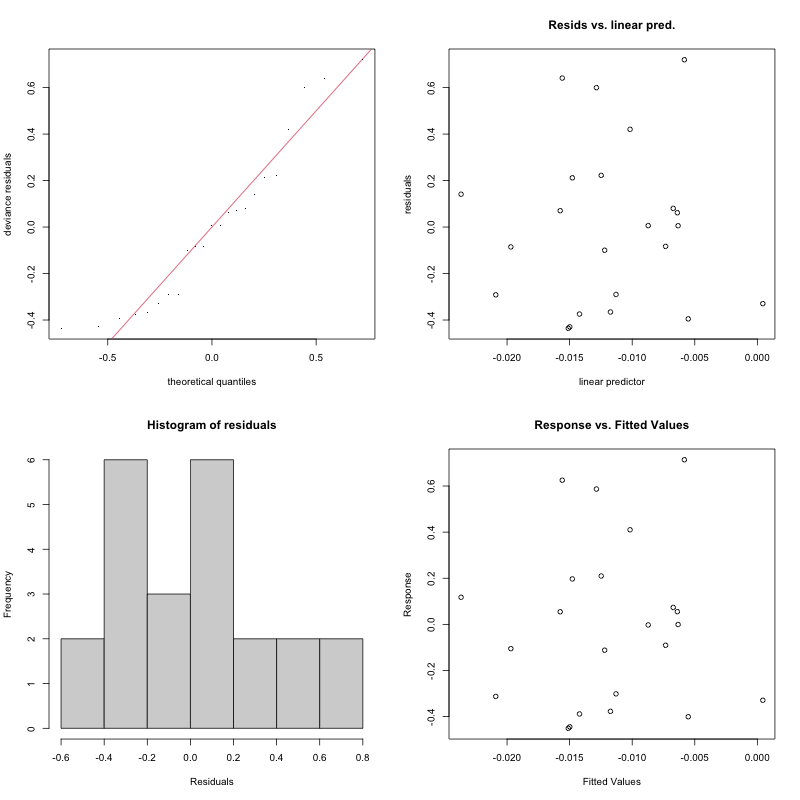 deviance residuals
-0.4 -0.2 0.0 0.2 0.4 0.6
-0.5 0.0 0.5
theoretical quantiles
Resids vs. linear pred.
residuals
-0.4 -0.2 0.0 0.2 0.4 0.6
-0.020 -0.015 -0.010 -0.005 0.000
linear predictor
Histogram of residuals
Frequency
0 1 2 3 4 5 6
-0.6 -0.4 -0.2 0.0 0.2 0.4 0.6 0.8
Residuals
Response vs. Fitted Values
Response
-0.4 -0.2 0.0 0.2 0.4 0.6
-0.020 -0.015 -0.010 -0.005 0.000
Fitted Values